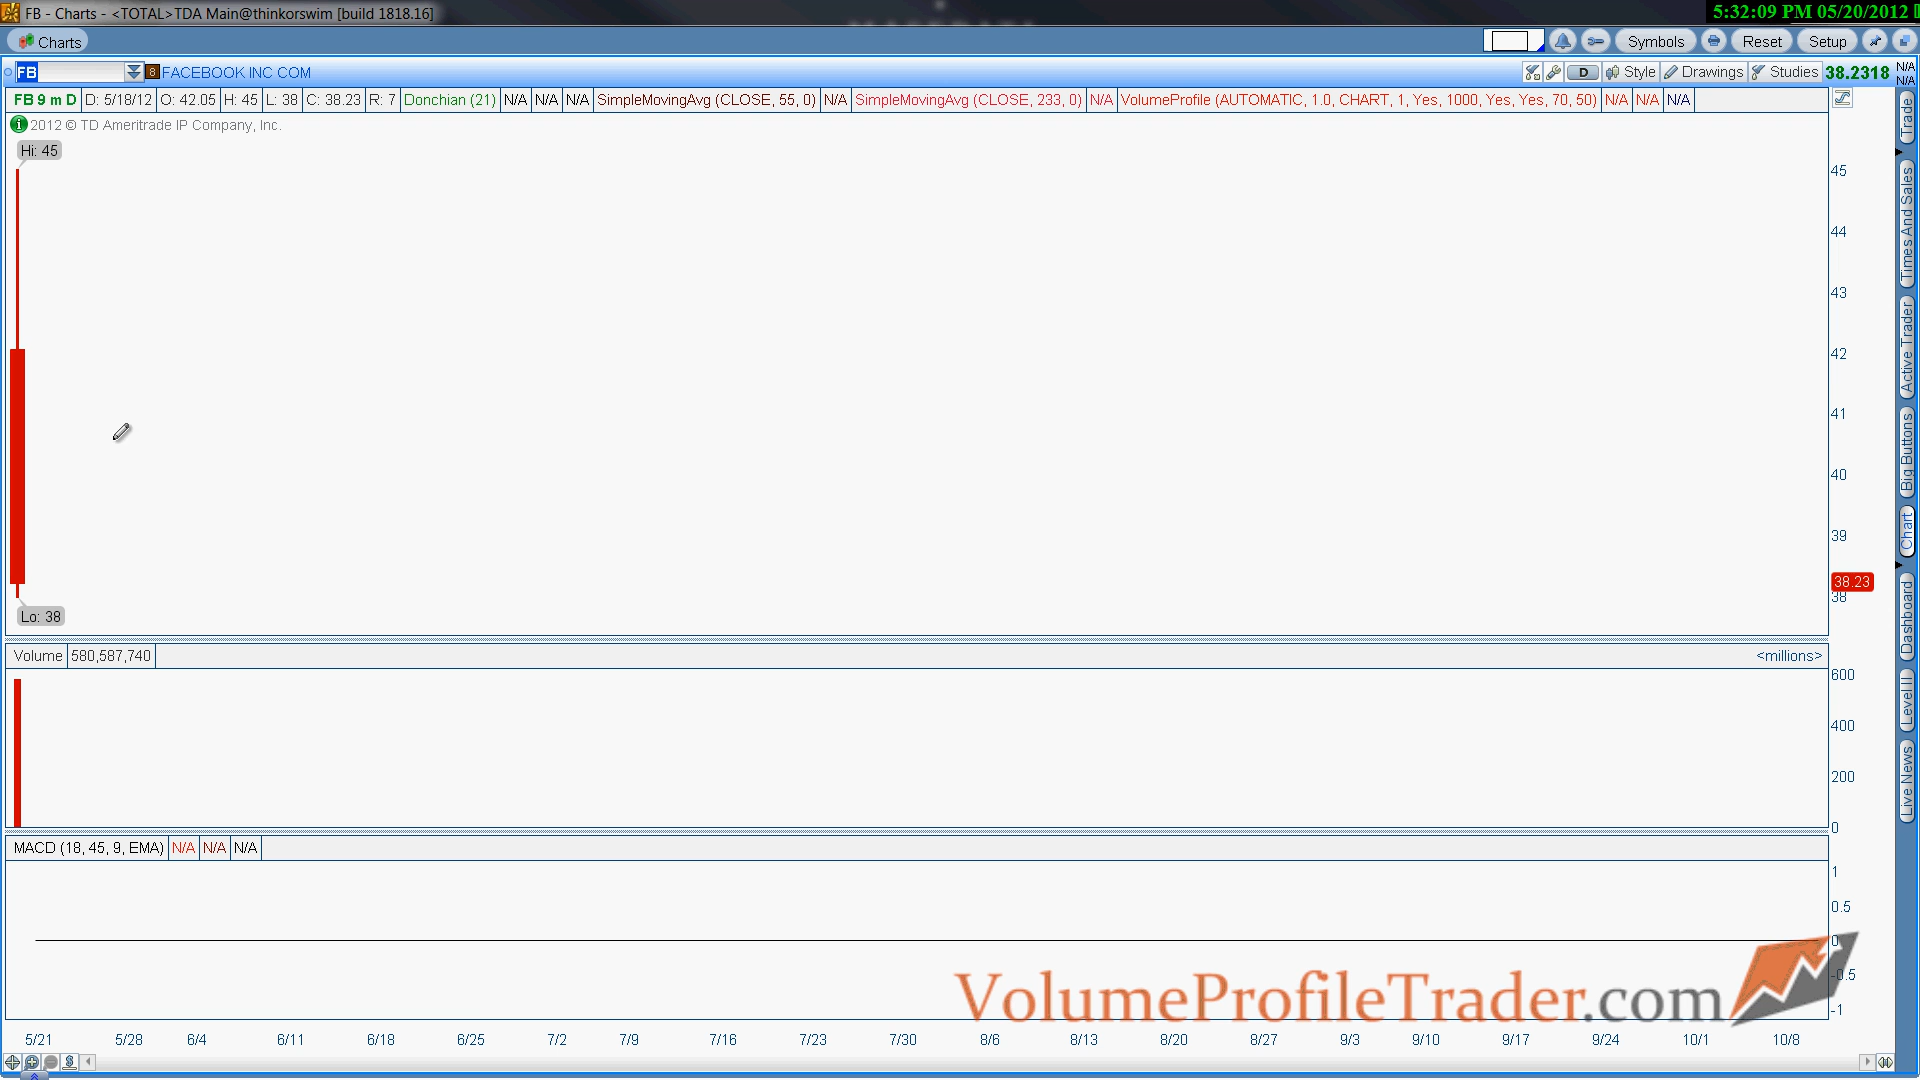 FB - Charts - <TOTAL>TDA Main@thinkorswim [build 1818.16]
5:32:09 PM 05/20/2012
Charts
Symbols
Reset
Setup
FB
8
FACEBOOK INC COM
D
Style
Drawings
Studies
38.2318
N/A
N/A
FB 9 m D
D: 5/18/12
O: 42.05
H: 45
L: 38
C: 38.23
R: 7
Donchian (21)
N/A
N/A
N/A
SimpleMovingAvg (CLOSE, 55, 0)
N/A
SimpleMovingAvg (CLOSE, 233, 0)
N/A
VolumeProfile (AUTOMATIC, 1.0, CHART, 1, Yes, 1000, Yes, Yes, 70, 50)
N/A
N/A
N/A
2012 © TD Ameritrade IP Company, Inc.
Hi: 45
45
44
43
42
41
40
39
38.23
38
Lo: 38
Volume
580,587,740
<millions>
600
400
200
0
MACD (18, 45, 9, EMA)
N/A
N/A
N/A
1
0.5
0
-0.5
-1
VolumeProfileTrader.com
5/21
5/28
6/4
6/11
6/18
6/25
7/2
7/9
7/16
7/23
7/30
8/6
8/13
8/20
8/27
9/3
9/10
9/17
9/24
10/1
10/8
Trade
Times And Sales
Active Trader
Big Buttons
Chart
Dashboard
Level II
Live News